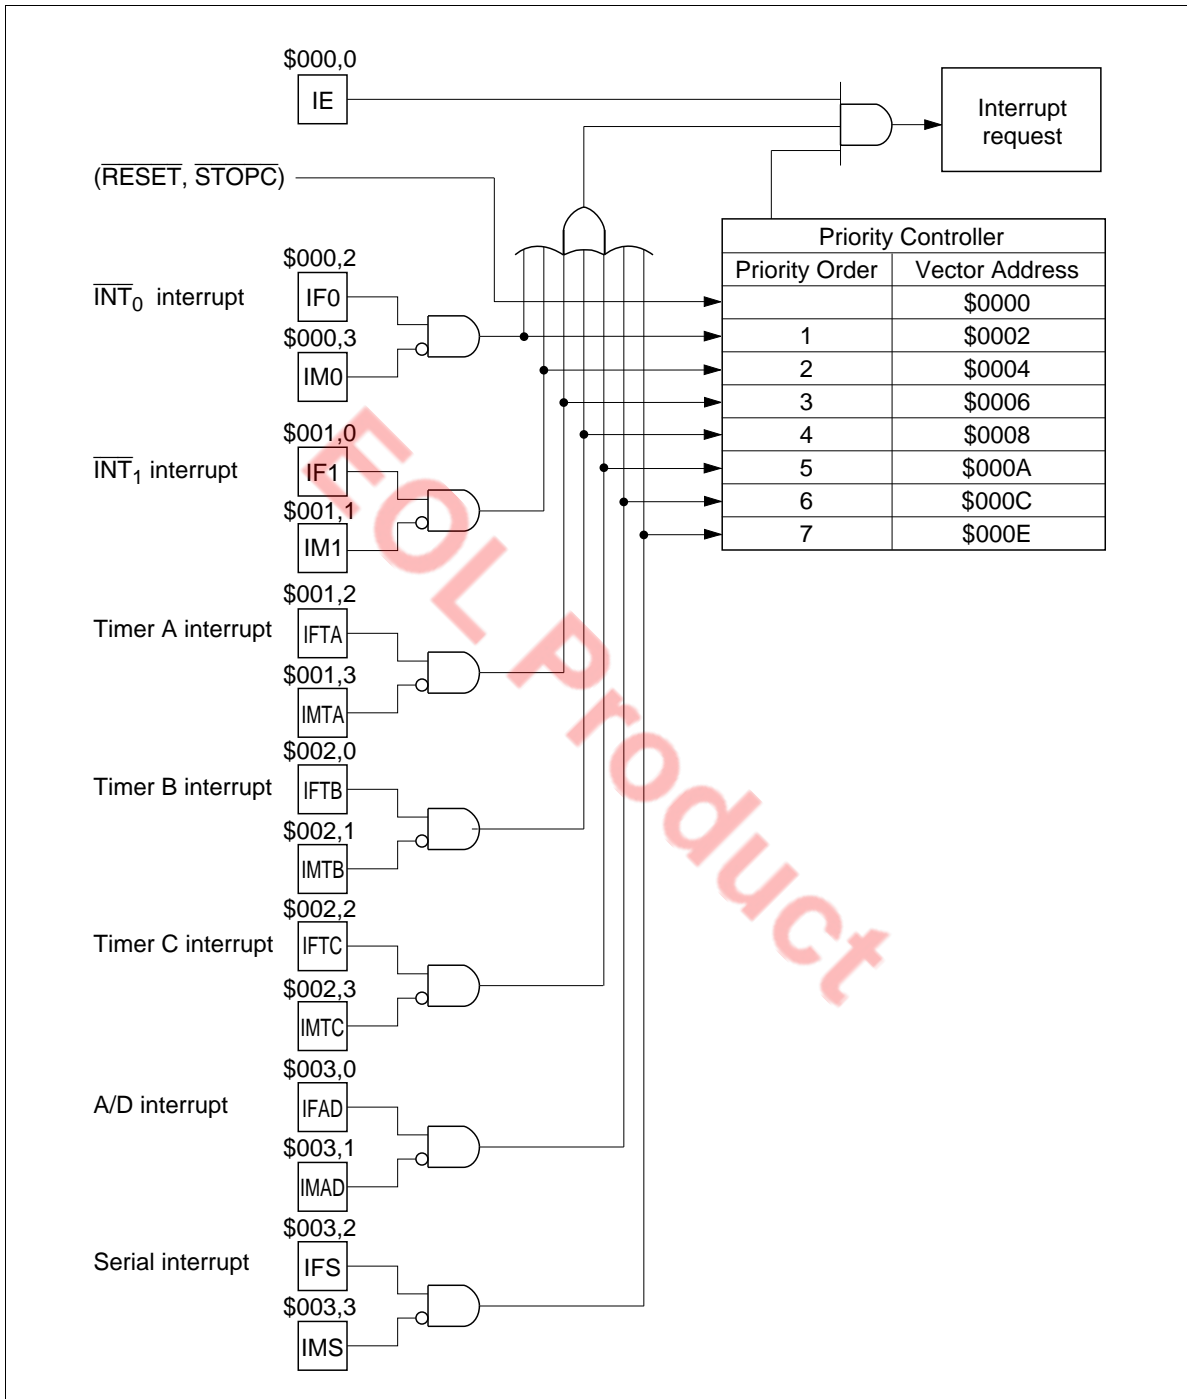 $000,0
IE
Interrupt
request
(RESET, STOPC)
Priority Controller
Priority Order Vector Address
$0000
1 $0002
2 $0004
3 $0006
4 $0008
5 $000A
6 $000C
7 $000E
$000,2
INT0 interrupt
IF0
$000,3
IM0
$001,0
INT1 interrupt
IF1
$001,1
IM1
$001,2
Timer A interrupt
IFTA
$001,3
IMTA
$002,0
Timer B interrupt
IFTB
$002,1
IMTB
$002,2
Timer C interrupt
IFTC
$002,3
IMTC
$003,0
A/D interrupt
IFAD
$003,1
IMAD
$003,2
Serial interrupt
IFS
$003,3
IMS
EOL Product